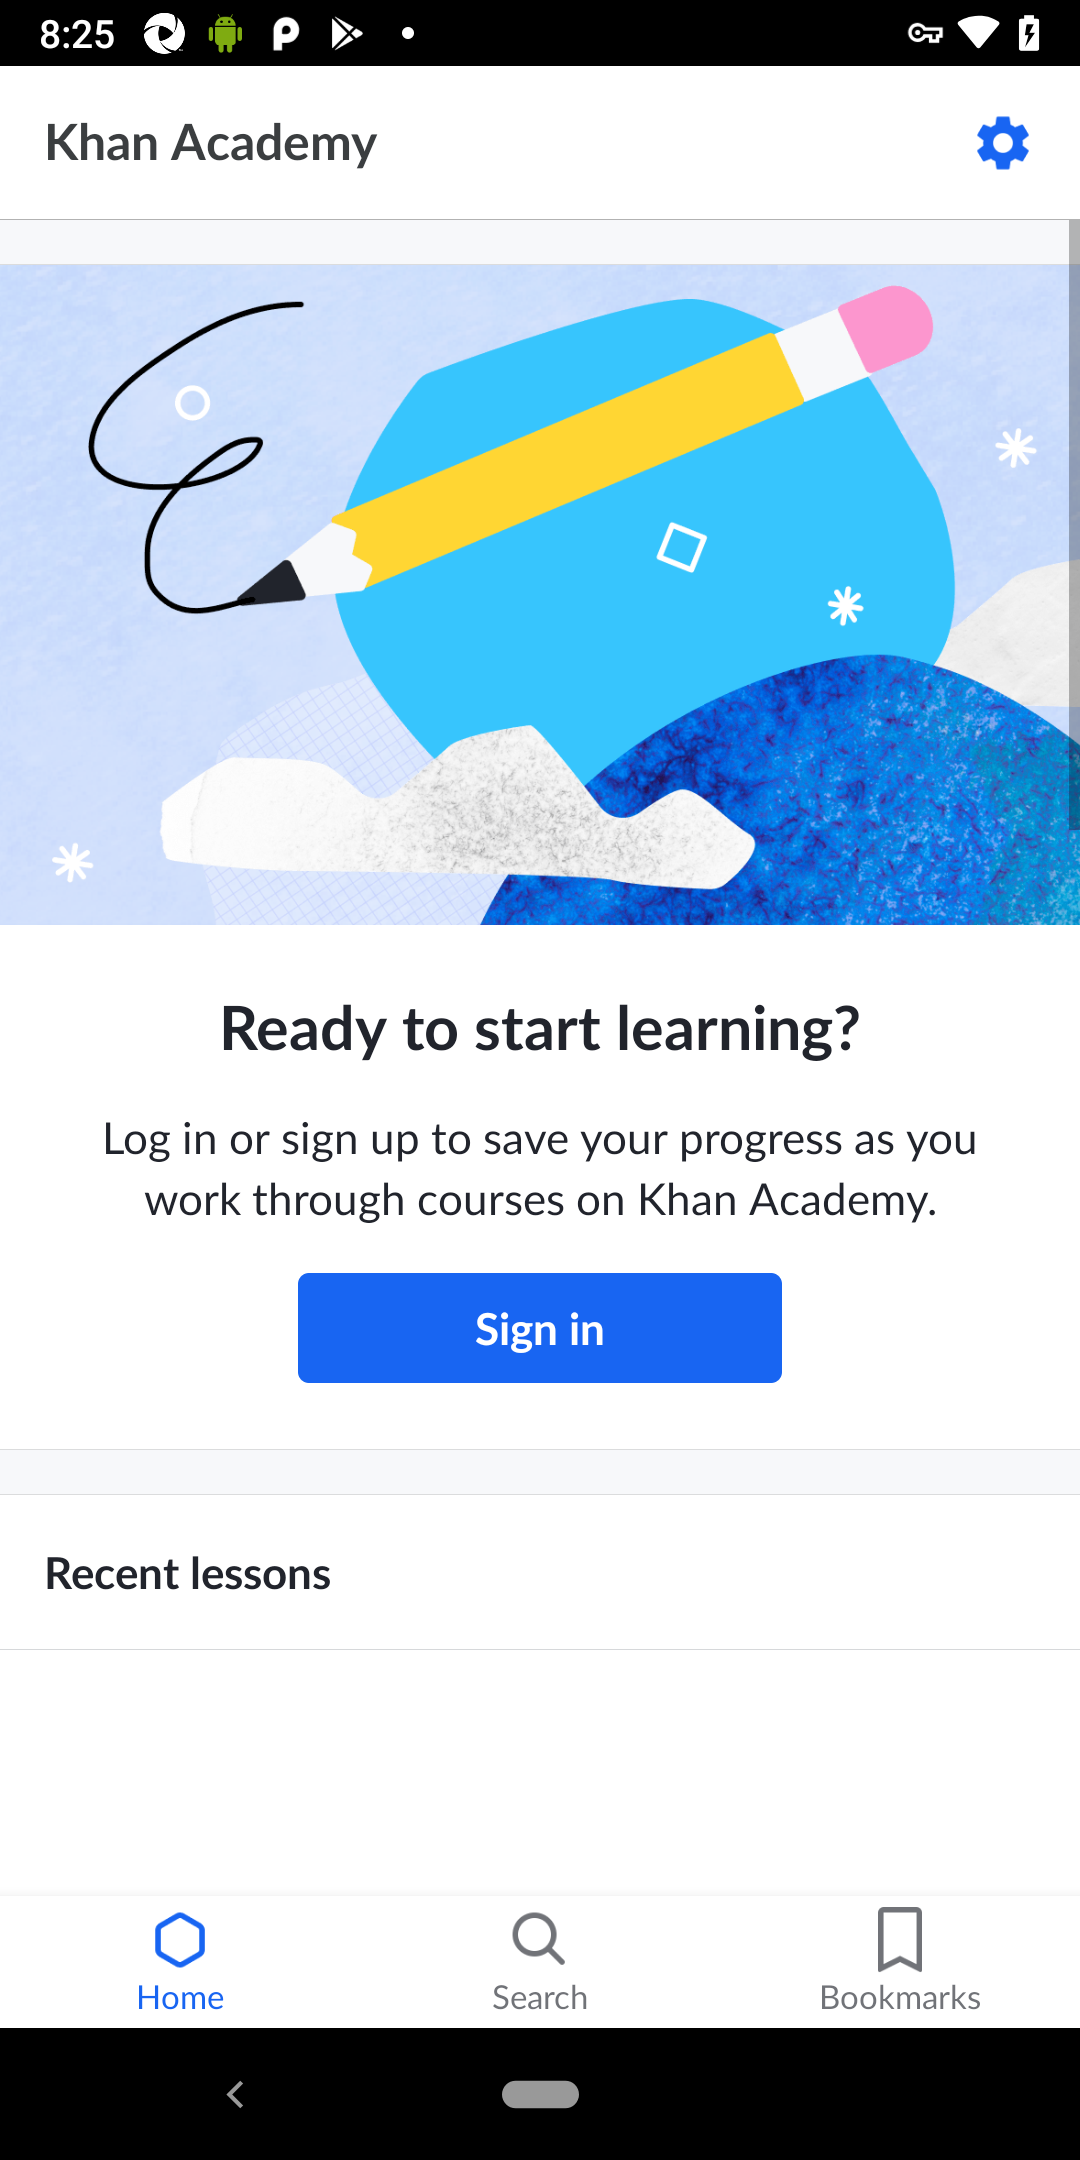 8:25
Khan Academy
Ready to start learning?
Log in or sign up to save your progress as you
work through courses on Khan Academy.
Sign in
Recent lessons
Home
Search
Bookmarks